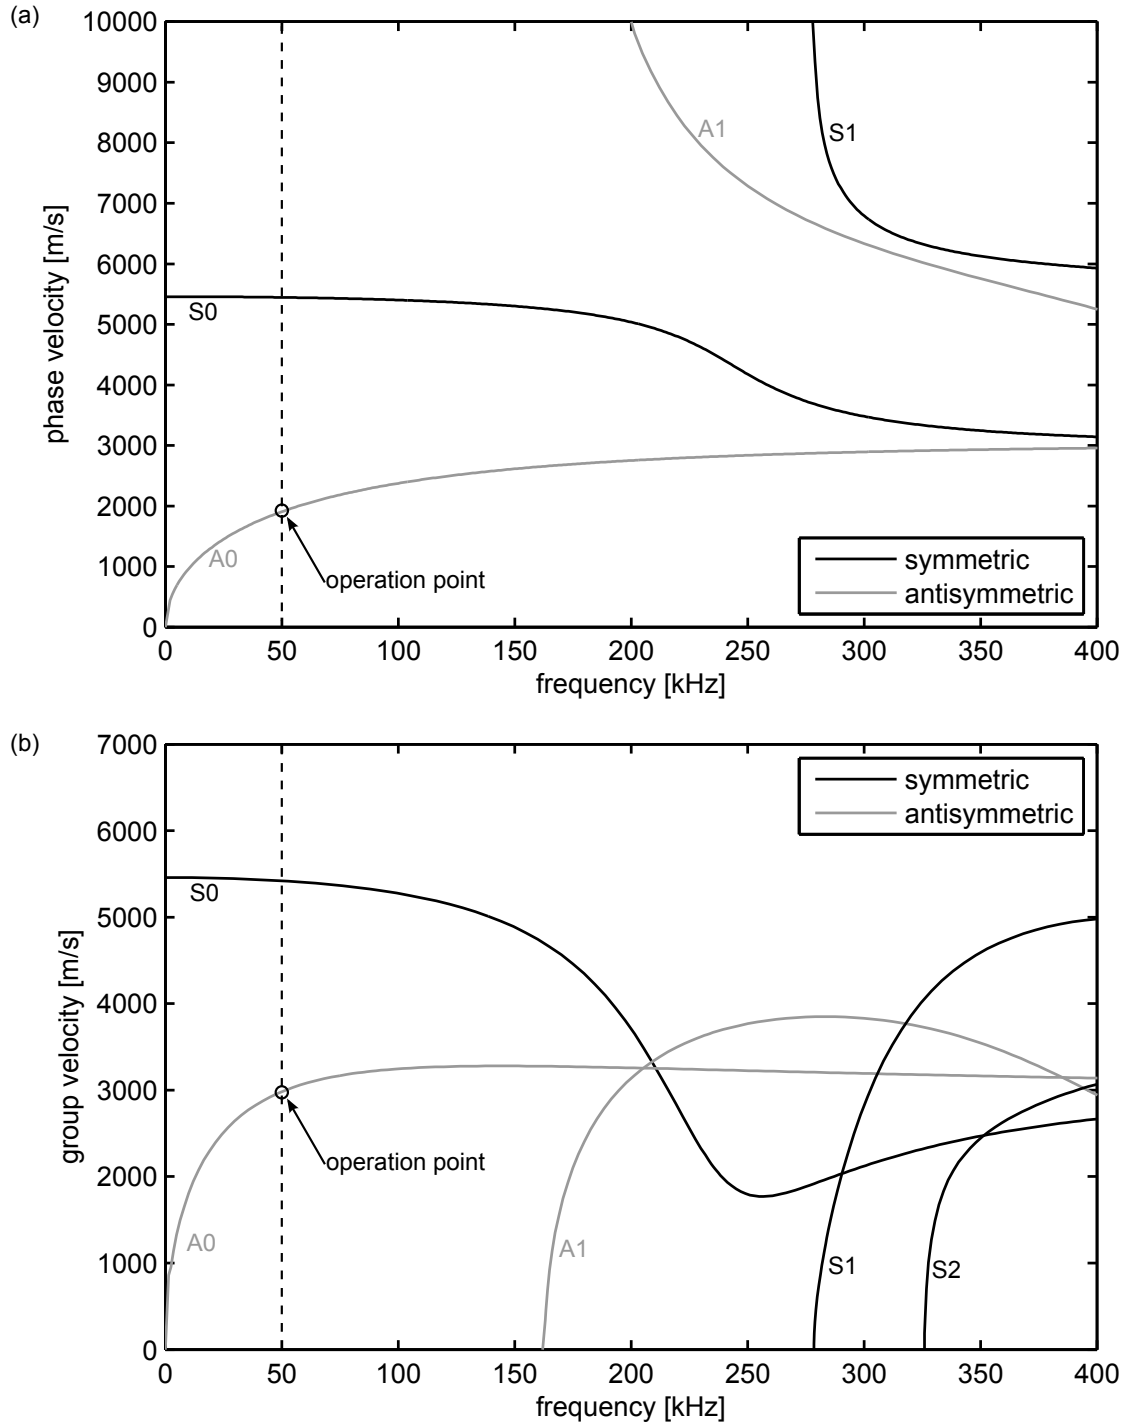 (a)
10000
9000
8000
7000
6000
5000
4000
3000
2000
1000
0
phase velocity [m/s]
A1
S1
S0
A0
operation point
symmetric
antisymmetric
0 50 100 150 200 250 300 350 400
frequency [kHz]
(b)
7000
6000
5000
4000
3000
2000
1000
0
group velocity [m/s]
symmetric
antisymmetric
S0
operation point
A0
A1
S1
S2
0 50 100 150 200 250 300 350 400
frequency [kHz]